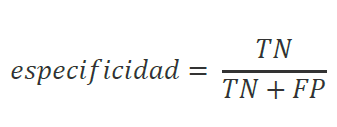 especificidad = TN / TN + FP